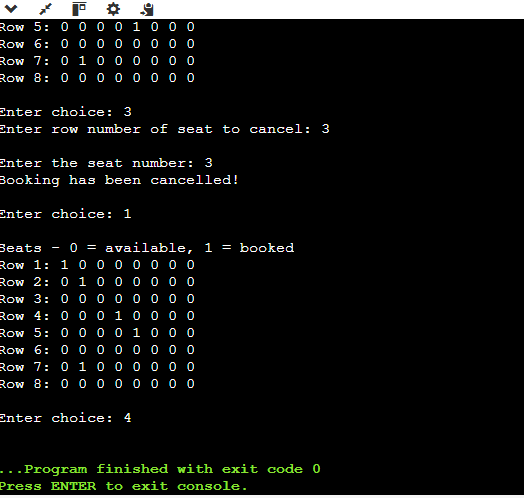 Row 5: 0 0 0 0 1 0 0 0
Row 6: 0 0 0 0 0 0 0 0
Row 7: 0 1 0 0 0 0 0 0
Row 8: 0 0 0 0 0 0 0 0
Enter choice: 3
Enter row number of seat to cancel: 3
Enter the seat number: 3
Booking has been cancelled!
Enter choice: 1
Seats - 0 = available, 1 = booked
Row 1: 1 0 0 0 0 0 0 0
Row 2: 0 1 0 0 0 0 0 0
Row 3: 0 0 0 0 0 0 0 0
Row 4: 0 0 0 1 0 0 0 0
Row 5: 0 0 0 0 1 0 0 0
Row 6: 0 0 0 0 0 0 0 0
Row 7: 0 1 0 0 0 0 0 0
Row 8: 0 0 0 0 0 0 0 0
Enter choice: 4
...Program finished with exit code 0
Press ENTER to exit console.